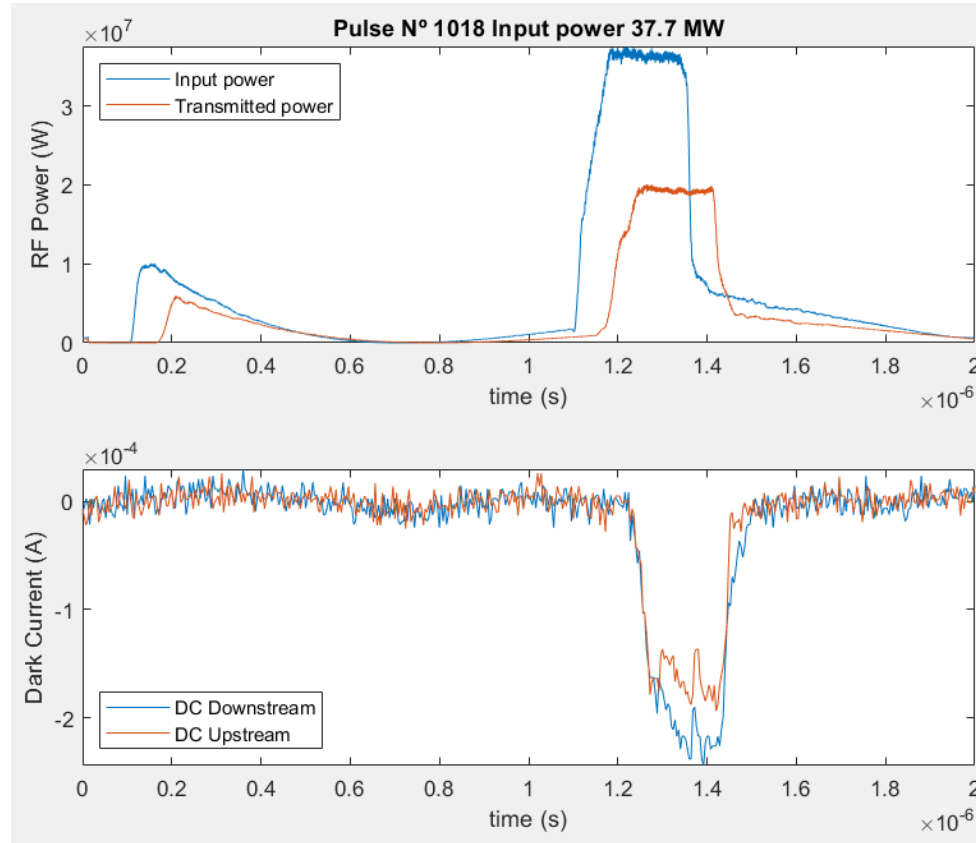 Pulse Nº 1018 Input power 37.7 MW
×10⁷
Input power
Transmitted power
RF Power (W)
3
2
1
0
0 0.2 0.4 0.6 0.8 1 1.2 1.4 1.6 1.8 2
time (s)
×10⁻⁶
×10⁻⁴
Dark Current (A)
0
-1
-2
DC Downstream
DC Upstream
0 0.2 0.4 0.6 0.8 1 1.2 1.4 1.6 1.8 2
time (s)
×10⁻⁶